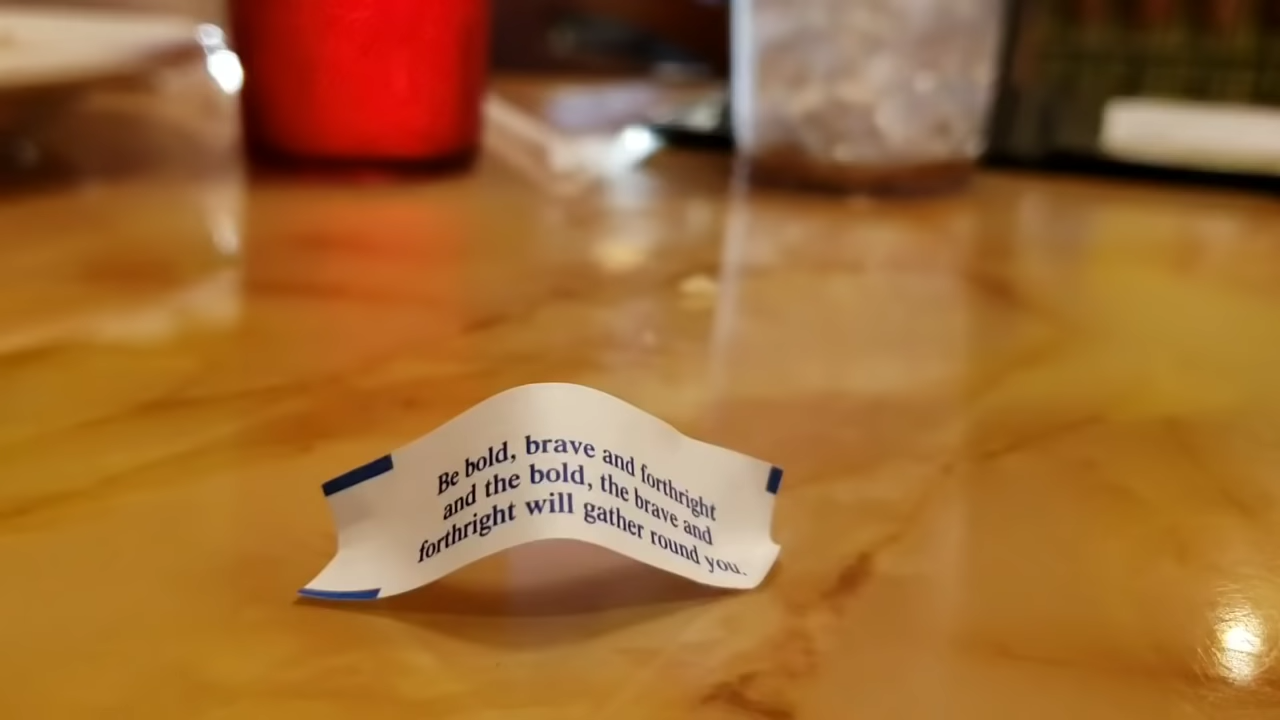 Be bold, brave and forthright
and the bold, the brave and
forthright will gather round you.